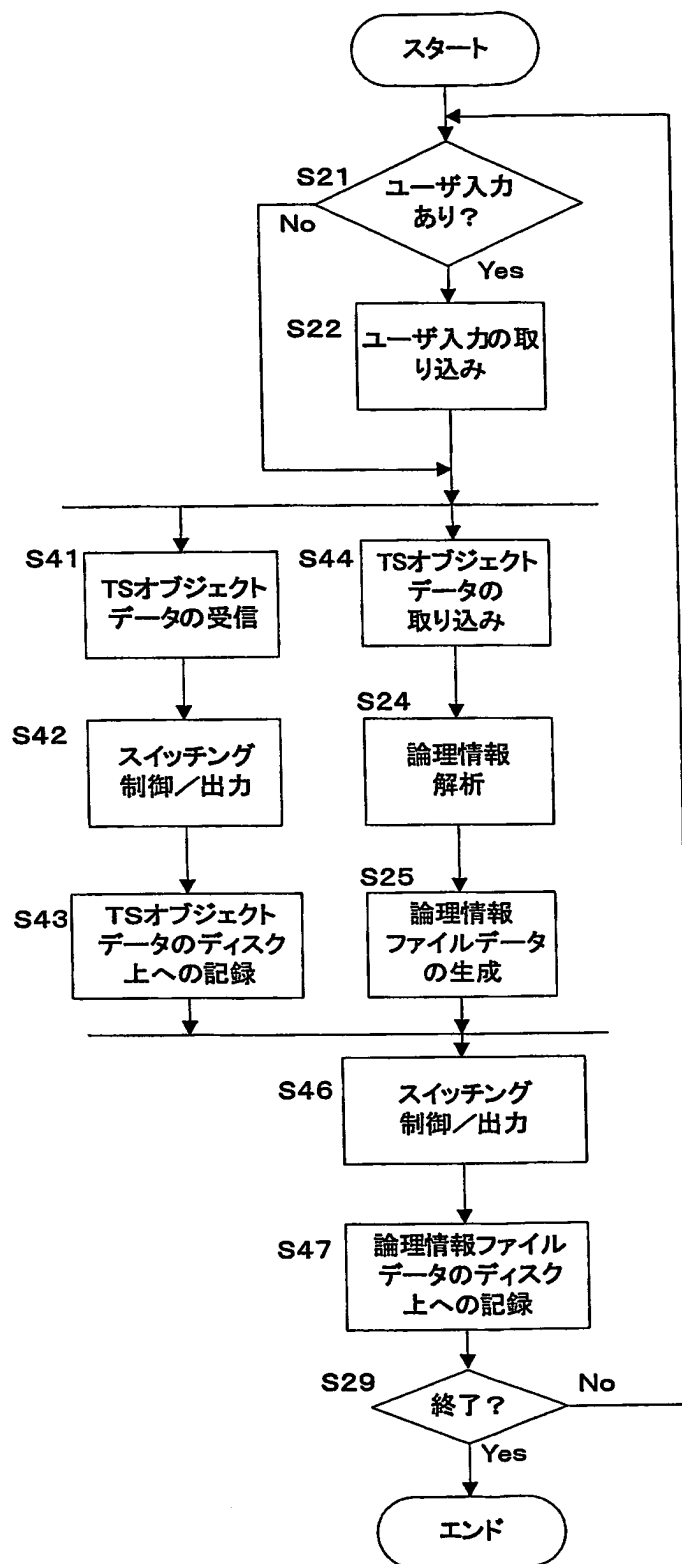 スタート
S21
ユーザ入力
あり？
No
Yes
S22
ユーザ入力の取
り込み
S41
TSオブジェクト
データの受信
S44
TSオブジェクト
データの
取り込み
S42
スイッチング
制御／出力
S24
論理情報
解析
S43
TSオブジェクト
データのディスク
上への記録
S25
論理情報
ファイルデータ
の生成
S46
スイッチング
制御／出力
S47
論理情報ファイル
データのディスク
上への記録
S29
終了？
No
Yes
エンド